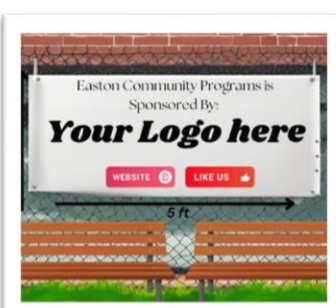 Easton Community Programs is
Sponsored By:
Your Logo here
WEBSITE
LIKE US
5 ft